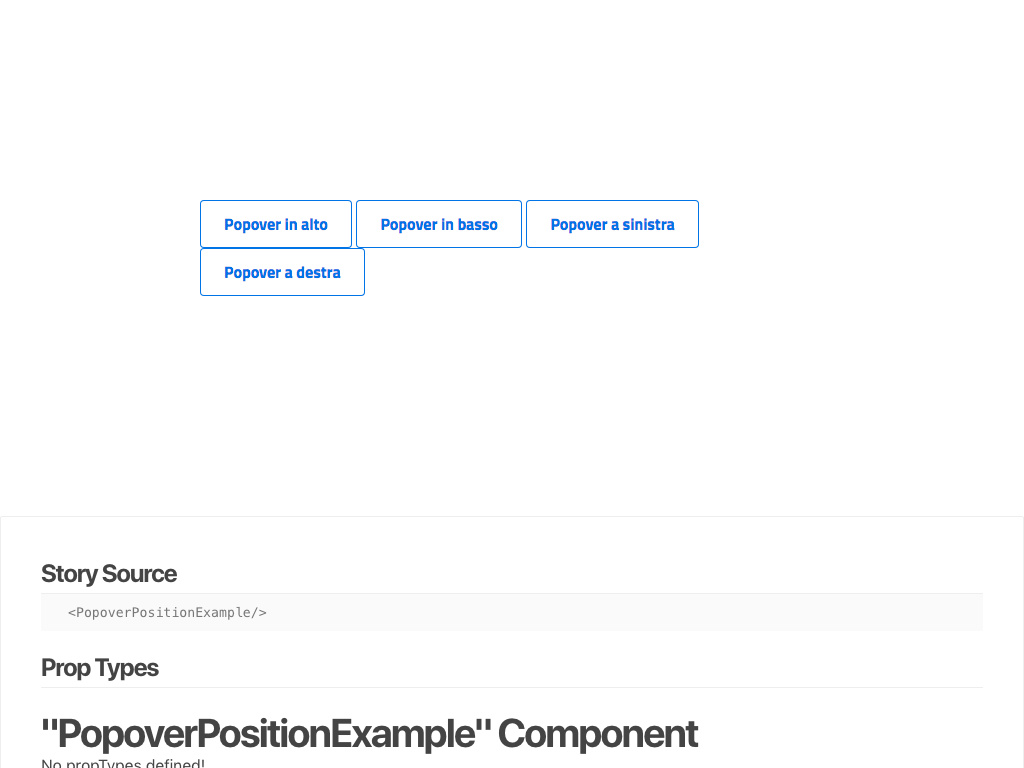 Popover in alto
Popover in basso
Popover a sinistra
Popover a destra
Story Source
<PopoverPositionExample/>
Prop Types
"PopoverPositionExample" Component
No propTypes defined!